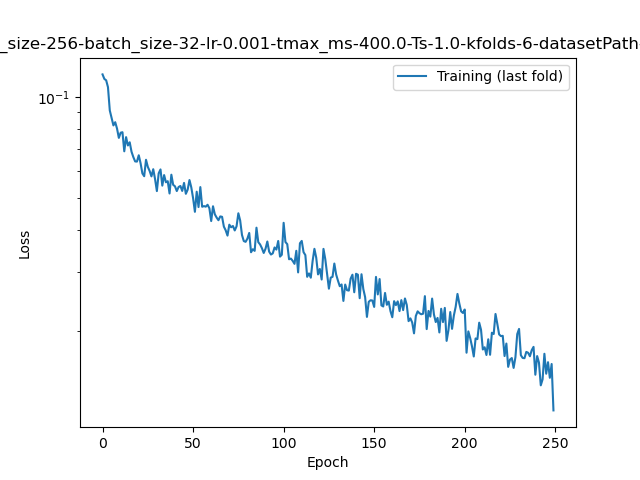 _size-256-batch_size-32-lr-0.001-tmax_ms-400.0-Ts-1.0-kfolds-6-datasetPath-
Training (last fold)
10⁻¹
Loss
0 50 100 150 200 250
Epoch